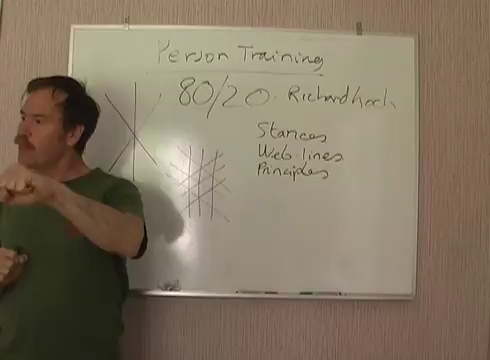 Person Training
80/20. Richard Koch
Stances
Web lines
Principles